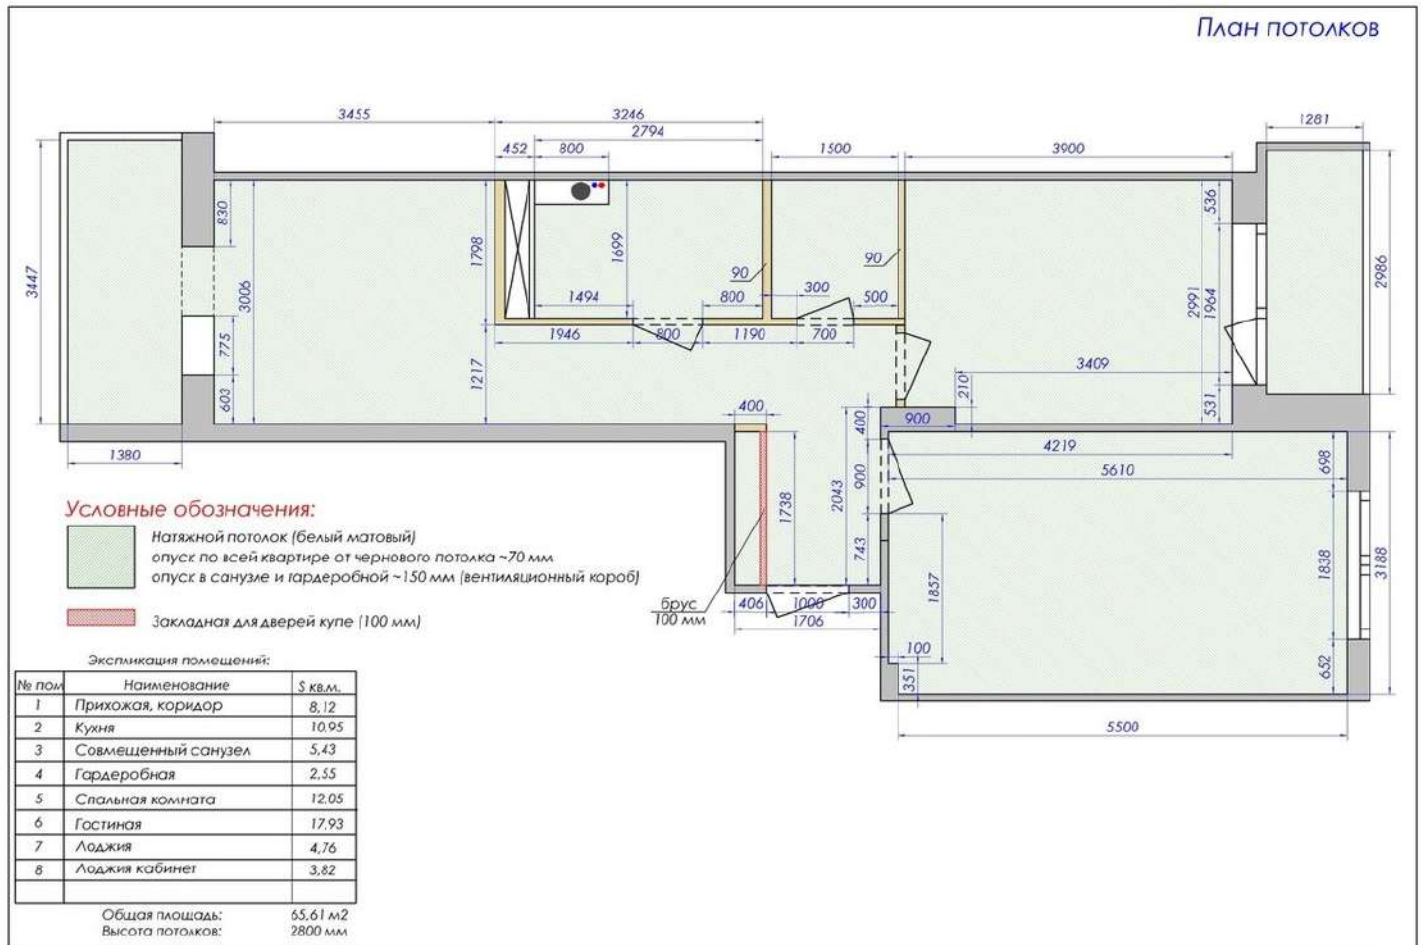 План потолков
3455
3246
2794
1281
452
800
1500
3900
830
1798
1699
536
3447
3006
90
90
300
2991
1964
2986
1494
800
500
775
1946
800
1190
700
1217
3409
603
210
531
400
400
900
1380
4219
5610
698
1738
2043
900
743
1857
1838
3188
Условные обозначения:
Натяжной потолок (белый матовый)
опуск по всей квартире от чернового потолка ~70 мм
опуск в санузле и гардеробной ~150 мм (вентиляционный короб)
Закладная для дверей купе (100 мм)
брус
100 мм
406
1000
300
1706
100
351
652
5500
Экспликация помещений:
№ пом Наименование S кв.м.
1 Прихожая, коридор 8,12
2 Кухня 10,95
3 Совмещенный санузел 5,43
4 Гардеробная 2,55
5 Спальная комната 12,05
6 Гостиная 17,93
7 Лоджия 4,76
8 Лоджия кабинет 3,82
Общая площадь: 65,61 м2
Высота потолков: 2800 мм